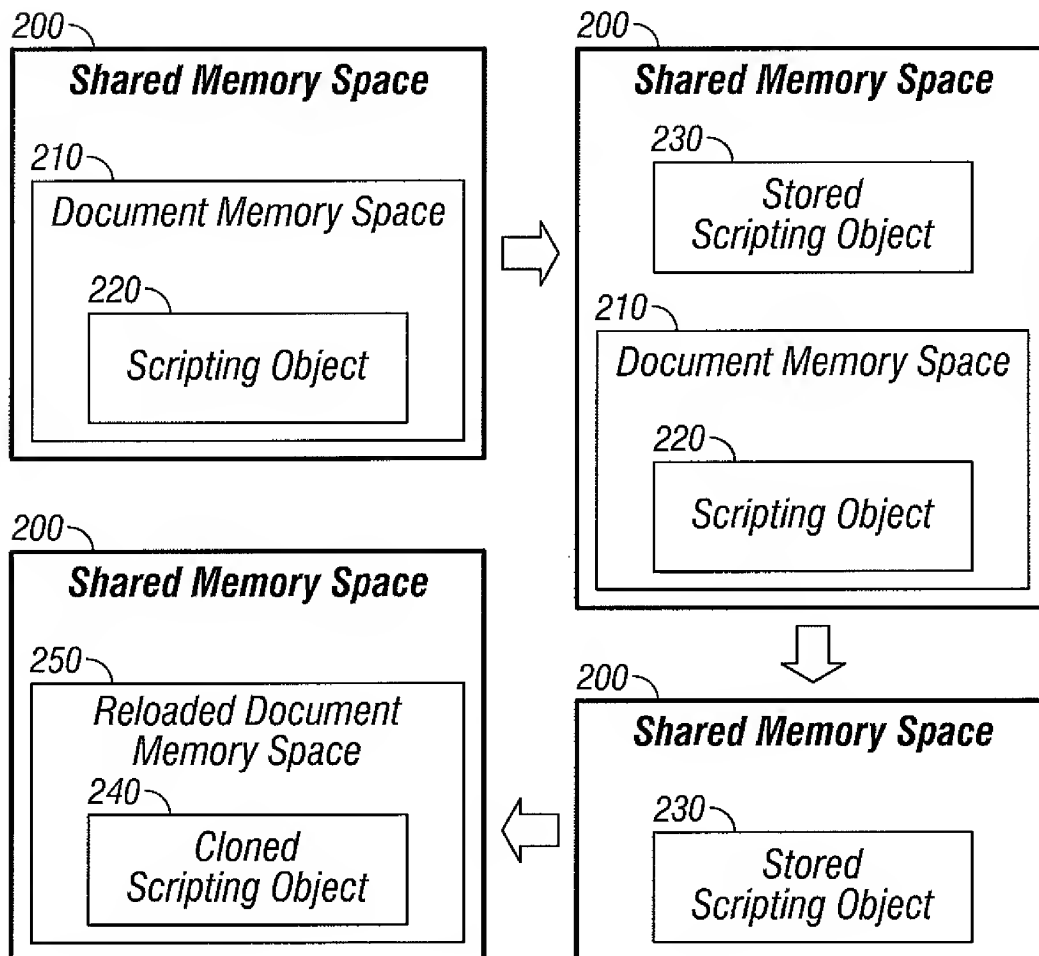 200
Shared Memory Space
210
Document Memory Space
220
Scripting Object
200
Shared Memory Space
230
Stored
Scripting Object
210
Document Memory Space
220
Scripting Object
200
Shared Memory Space
230
Stored
Scripting Object
200
Shared Memory Space
250
Reloaded Document
Memory Space
240
Cloned
Scripting Object